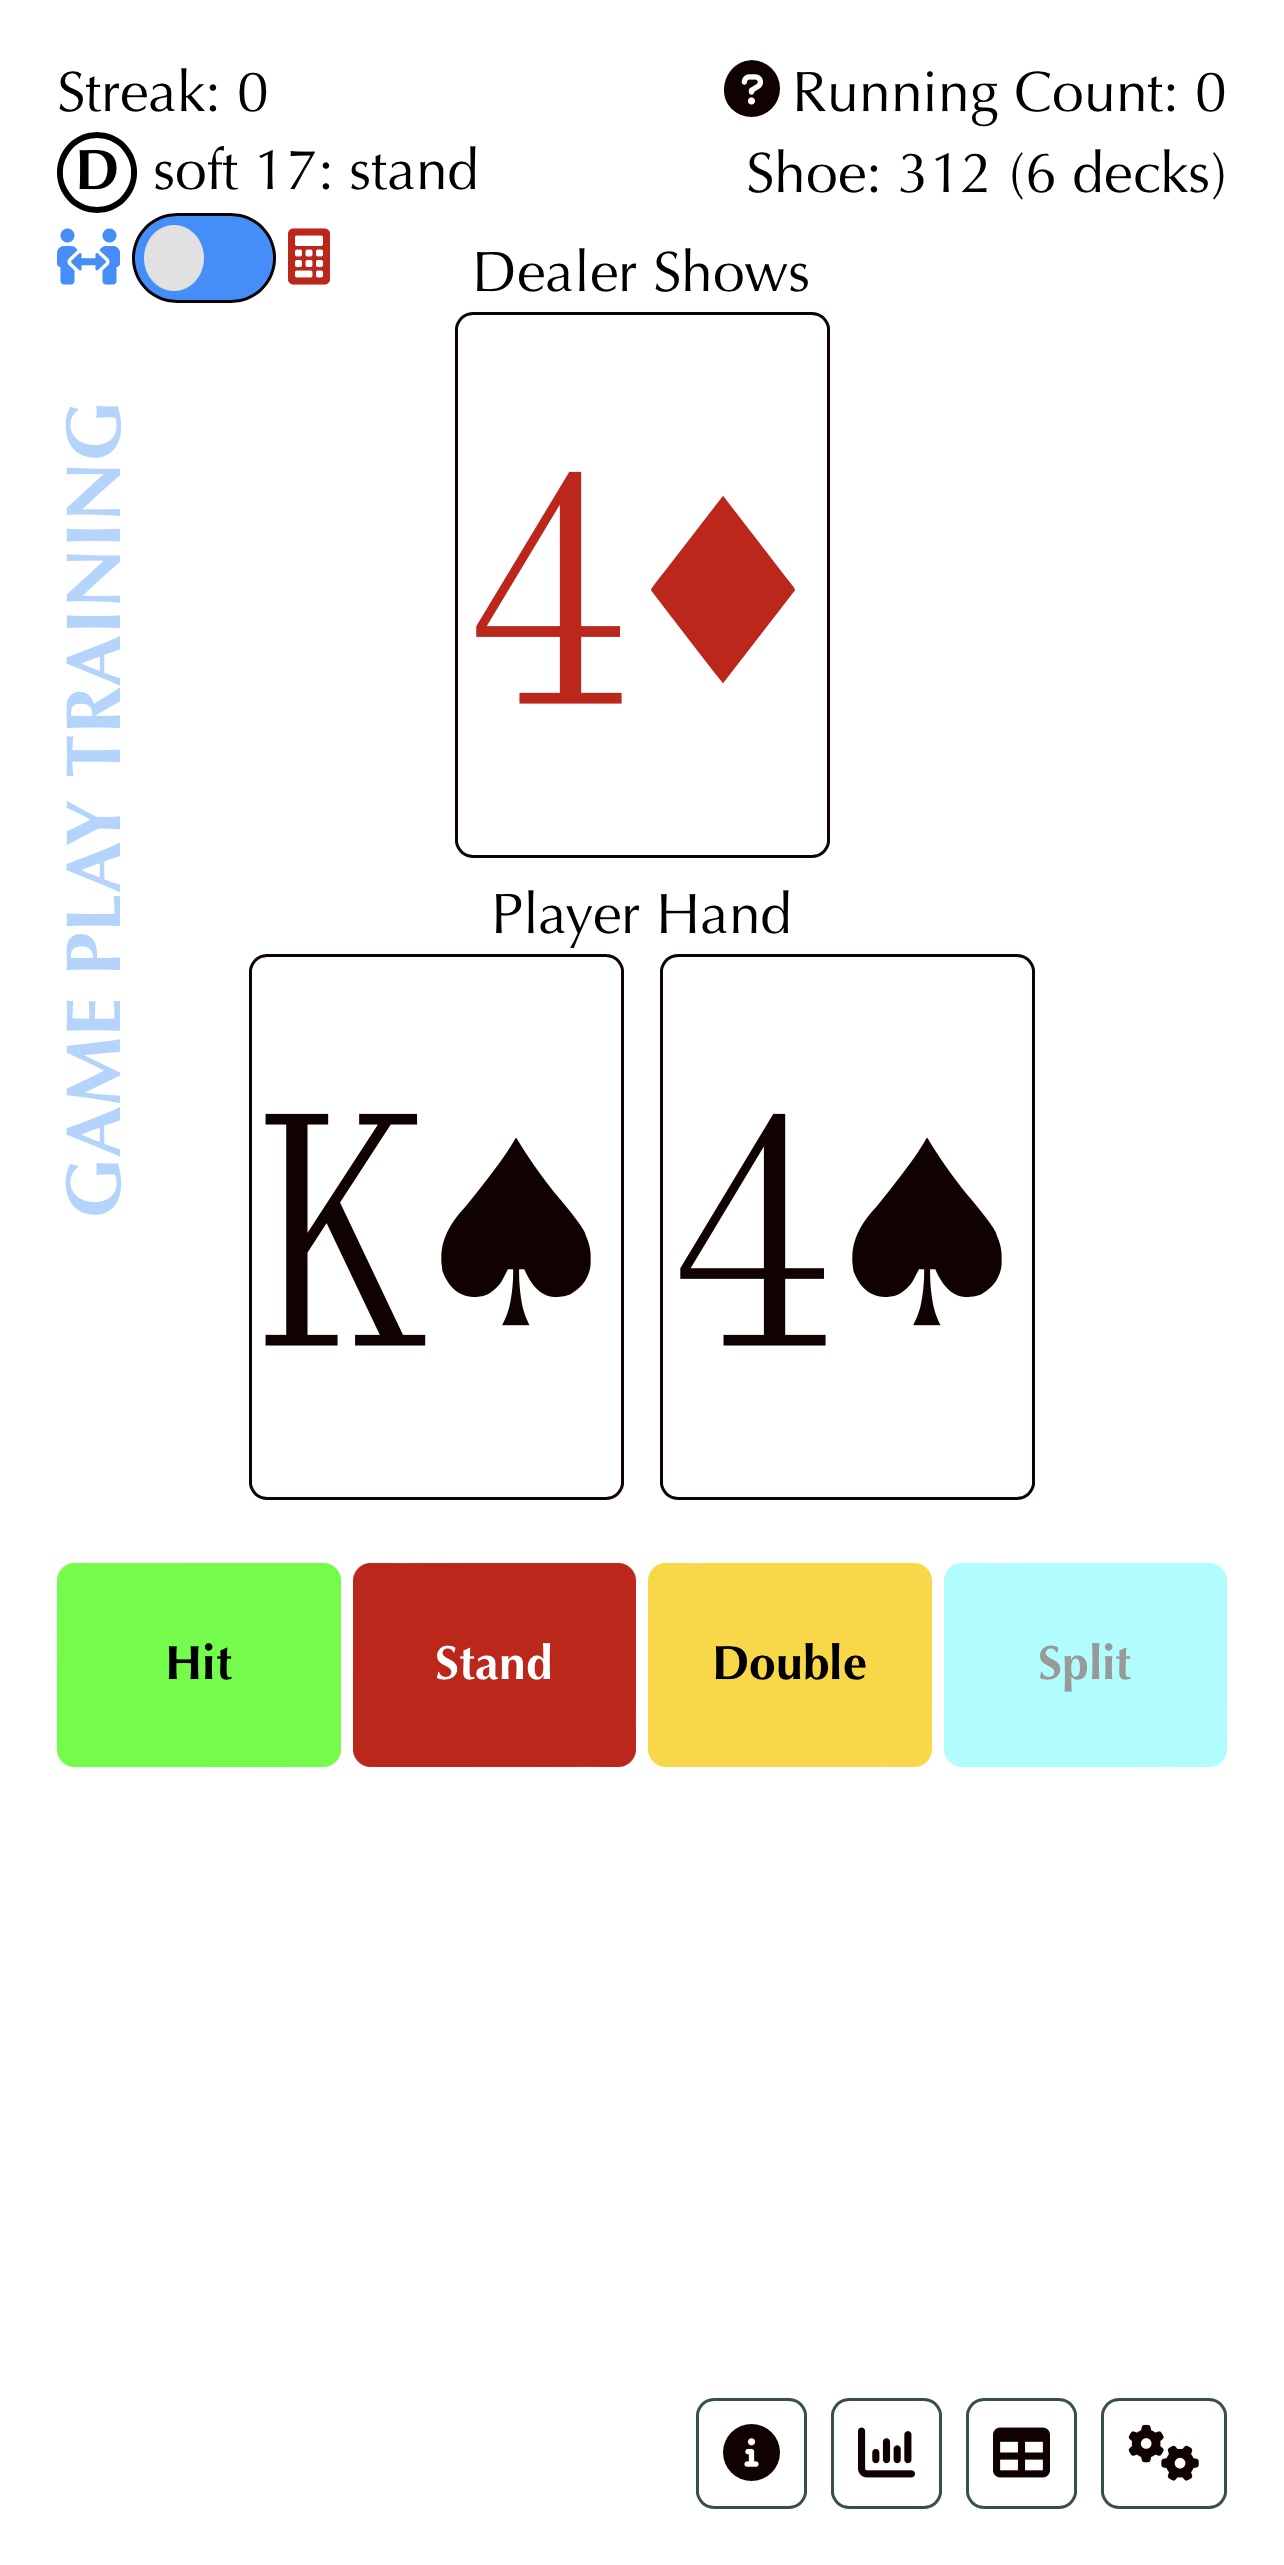 Streak: 0
? Running Count: 0
D soft 17: stand
Shoe: 312 (6 decks)
Dealer Shows
4♦
GAME PLAY TRAINING
Player Hand
K♠ 4♠
Hit Stand Double Split